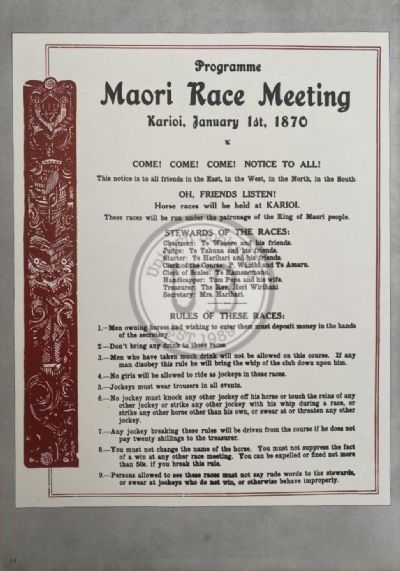 Programme
Maori Race Meeting
Karioi, January 1st, 1870
COME! COME! COME! NOTICE TO ALL!
This notice is to all friends in the East, in the West, in the North, in the South
OH, FRIENDS LISTEN!
Horse races will be held at KARIOI.
These races will be run under the patronage of the King of Maori people.
STEWARDS OF THE RACES:
Chairman: Te Wheoro and his friends.
Judge: Te Tahuna and his friends.
Starter: Te Harihari and his friends.
Clerk of the Course: P. and Te Amaru.
Clerk of Scales: Te Kamanomano.
Handicapper: Tom Popa and his wife.
Treasurer: The Rev. Hori Wirihani
Secretary: Mrs. Harihari.
RULES OF THESE RACES:
1.—Men owning horses and wishing to enter them must deposit money in the hands
of the secretary.
2.—Don't bring any drink to these races.
3.—Men who have taken much drink will not be allowed on this course. If any
man disobey this rule he will bring the whip of the club down upon him.
4.—No girls will be allowed to ride as jockeys in these races.
5.—Jockeys must wear trousers in all events.
6.—No jockey must knock any other jockey off his horse or touch the reins of any
other jockey or strike any other jockey with his whip during a race, or
strike any other horse other than his own, or swear at or threaten any other
jockey.
7.—Any jockey breaking these rules will be driven from the course if he does not
pay twenty shillings to the treasurer.
8.—You must not change the name of the horse. You must not suppress the fact
of a win at any other race meeting. You can be expelled or fined not more
than 50s. if you break this rule.
9.—Persons allowed to see these races must not say rude words to the stewards,
or swear at jockeys who do not win, or otherwise behave improperly.
14